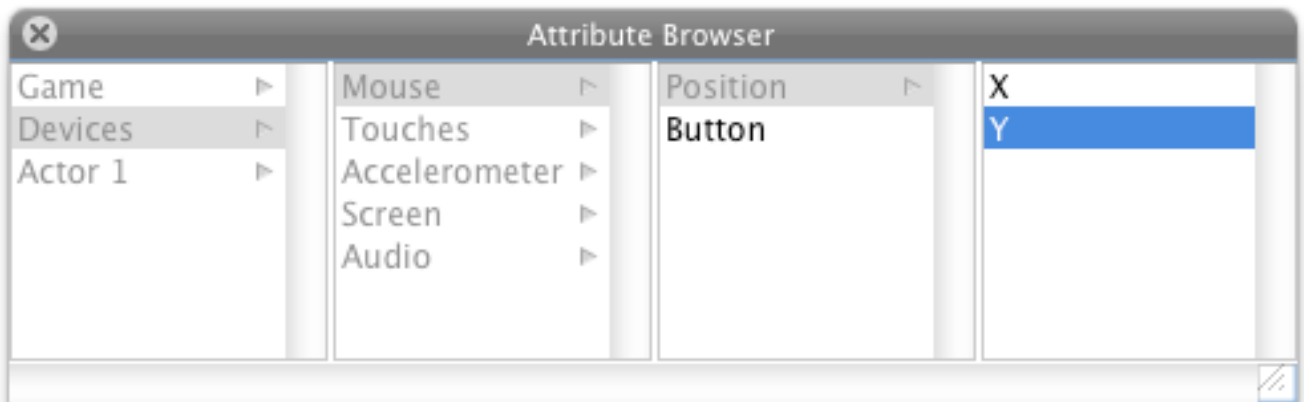 Attribute Browser
Game
Devices
Actor 1
Mouse
Touches
Accelerometer
Screen
Audio
Position
Button
X
Y